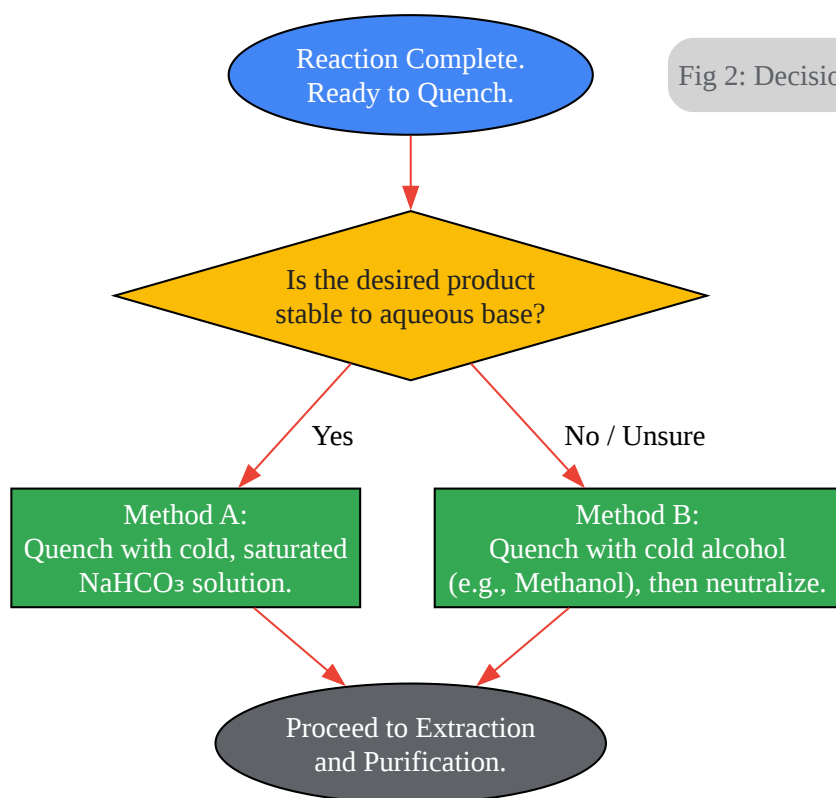 Reaction Complete.
Ready to Quench.
Fig 2: Decisio
Is the desired product
stable to aqueous base?
Yes
No / Unsure
Method A:
Quench with cold, saturated
NaHCO₃ solution.
Method B:
Quench with cold alcohol
(e.g., Methanol), then neutralize.
Proceed to Extraction
and Purification.